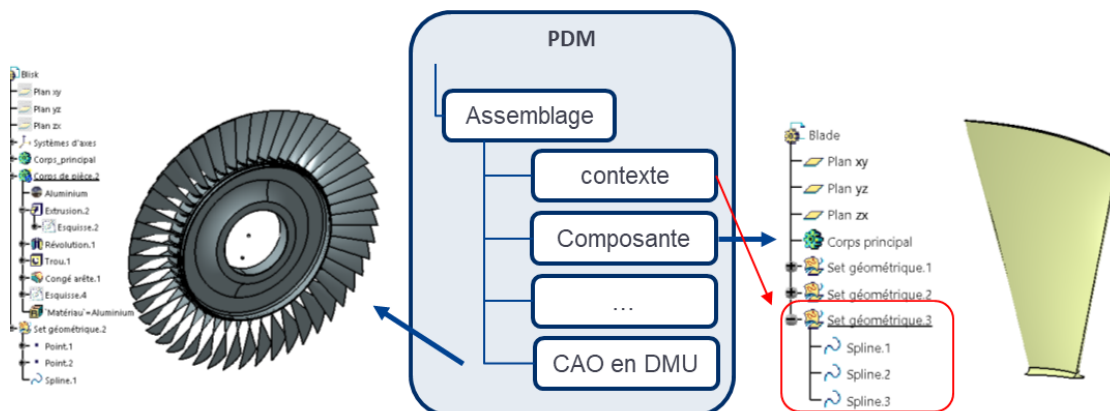 Blisk
Plan xy
Plan yz
Plan zx
Systèmes d'axes
Corps_principal
Corps de pièce.2
Aluminium
Extrusion.2
Esquisse.2
Révolution.1
Trou.1
Congé arête.1
Esquisse.4
`Matériau`=Aluminium
Set géométrique.2
Point.1
Point.2
Spline.1
PDM
Assemblage
contexte
Composante
...
CAO en DMU
Blade
Plan xy
Plan yz
Plan zx
Corps principal
Set géométrique.1
Set géométrique.2
Set géométrique.3
Spline.1
Spline.2
Spline.3